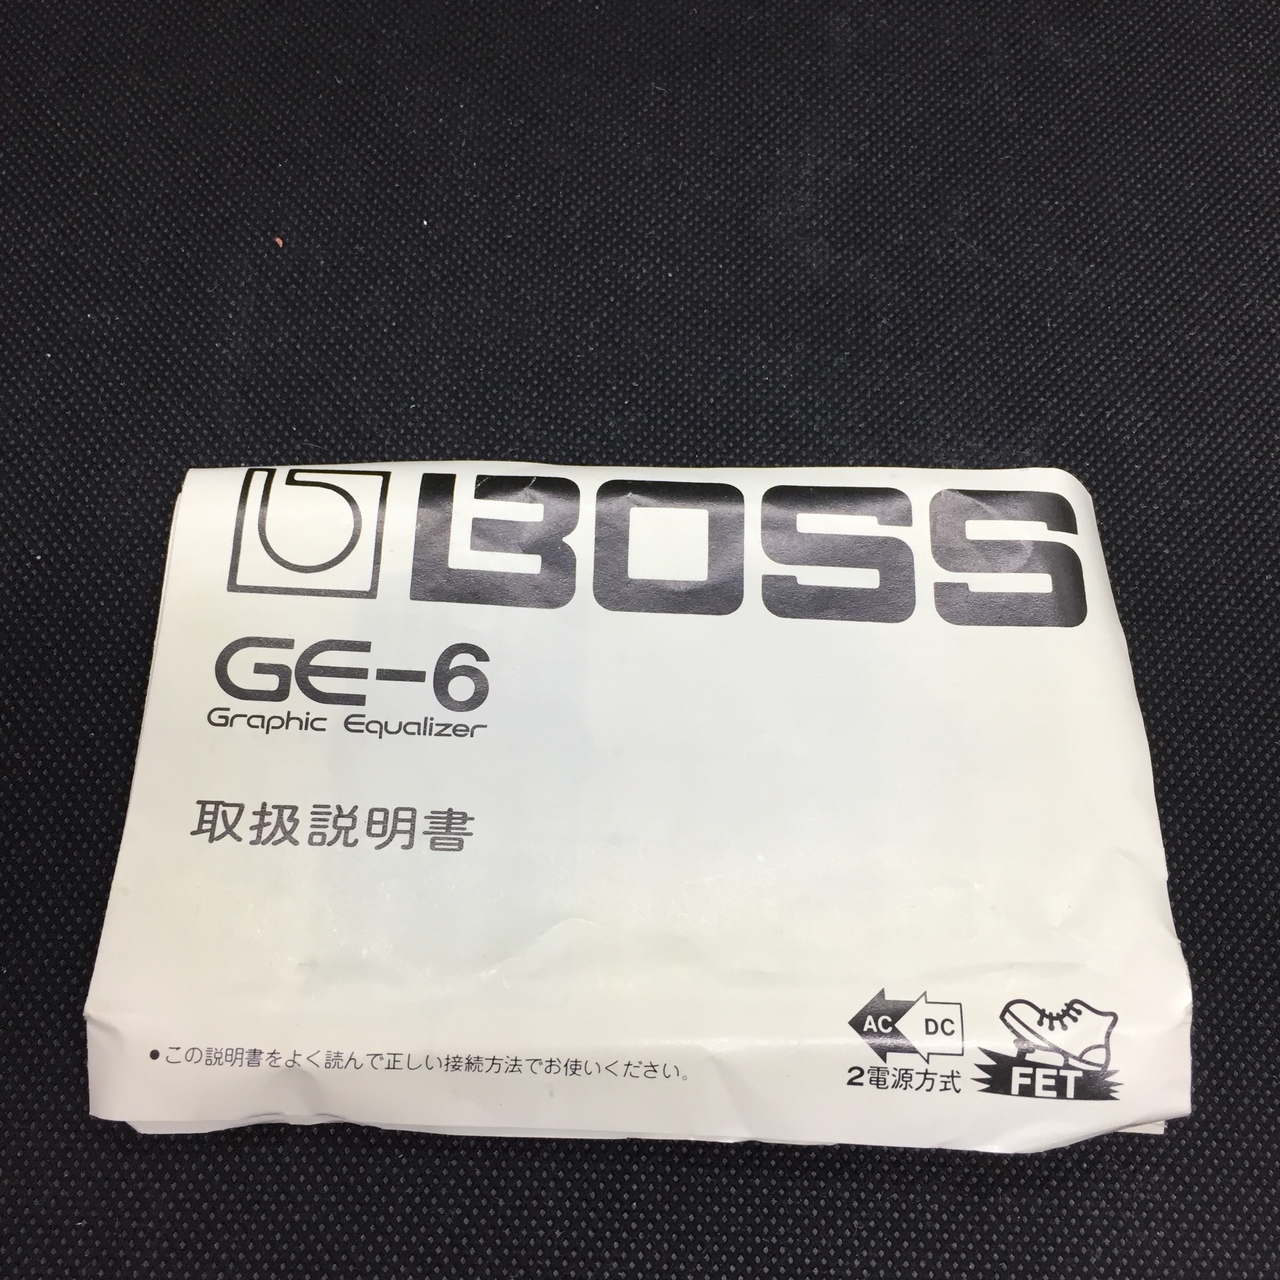 BOSS
GE-6
Graphic Equalizer
取扱説明書
AC DC
2電源方式
FET
●この説明書をよく読んで正しい接続方法でお使いください。